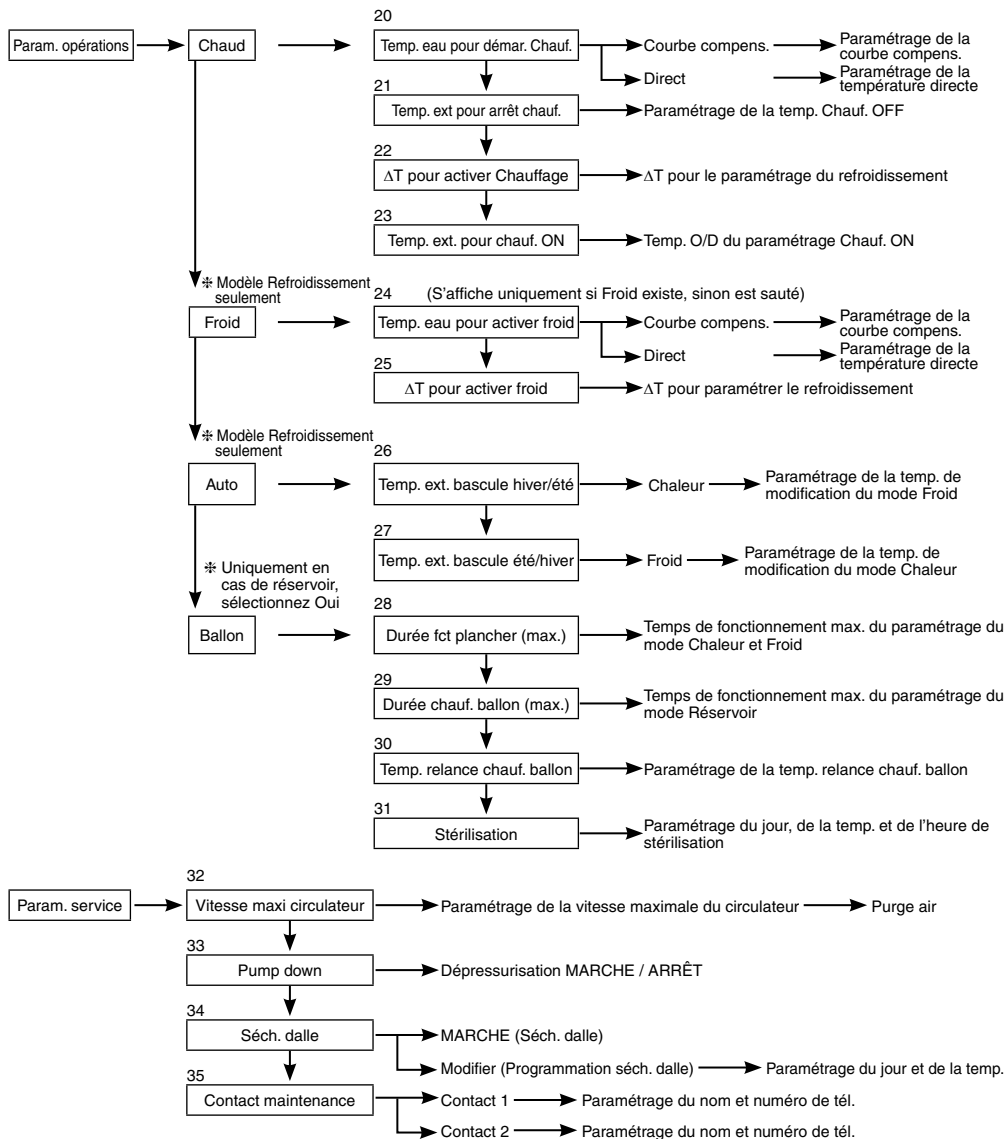 20
Param. opérations
Chaud
Temp. eau pour démar. Chauf.
Courbe compens.
Paramétrage de la
courbe compens.
Direct
Paramétrage de la
température directe
21
Temp. ext pour arrêt chauf.
Paramétrage de la temp. Chauf. OFF
22
ΔT pour activer Chauffage
ΔT pour le paramétrage du refroidissement
23
Temp. ext. pour chauf. ON
Temp. O/D du paramétrage Chauf. ON
❉ Modèle Refroidissement
seulement
24
(S'affiche uniquement si Froid existe, sinon est sauté)
Froid
Temp. eau pour activer froid
Courbe compens.
Paramétrage de la
courbe compens.
Direct
Paramétrage de la
température directe
25
ΔT pour activer froid
ΔT pour paramétrer le refroidissement
❉ Modèle Refroidissement
seulement
26
Auto
Temp. ext. bascule hiver/été
Chaleur
Paramétrage de la temp. de
modification du mode Froid
27
Temp. ext. bascule été/hiver
Froid
Paramétrage de la temp. de
modification du mode Chaleur
❉ Uniquement en
cas de réservoir,
sélectionnez Oui
28
Ballon
Durée fct plancher (max.)
Temps de fonctionnement max. du paramétrage du
mode Chaleur et Froid
29
Durée chauf. ballon (max.)
Temps de fonctionnement max. du paramétrage du
mode Réservoir
30
Temp. relance chauf. ballon
Paramétrage de la temp. relance chauf. ballon
31
Stérilisation
Paramétrage du jour, de la temp. et de l'heure de
stérilisation
32
Param. service
Vitesse maxi circulateur
Paramétrage de la vitesse maximale du circulateur
Purge air
33
Pump down
Dépressurisation MARCHE / ARRÊT
34
Séch. dalle
MARCHE (Séch. dalle)
Modifier (Programmation séch. dalle)
Paramétrage du jour et de la temp.
35
Contact maintenance
Contact 1
Paramétrage du nom et numéro de tél.
Contact 2
Paramétrage du nom et numéro de tél.